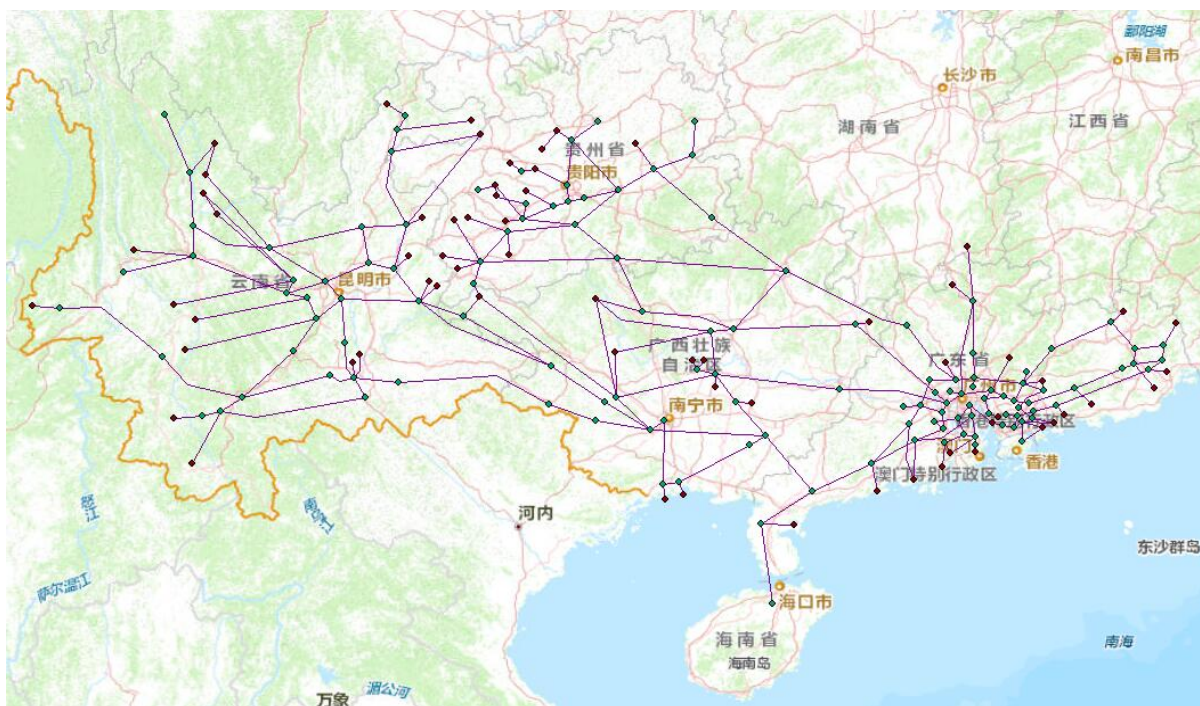 鄱阳湖
南昌市
长沙市
江西省
湖南省
贵州省
贵阳市
云南省
昆明市
广西壮族
自治区
广东省
广州市
南宁市
香港
澳门特别行政区
河内
怒江
东沙群岛
萨尔温江
海口市
海南省
海南岛
南海
万象
湄公河